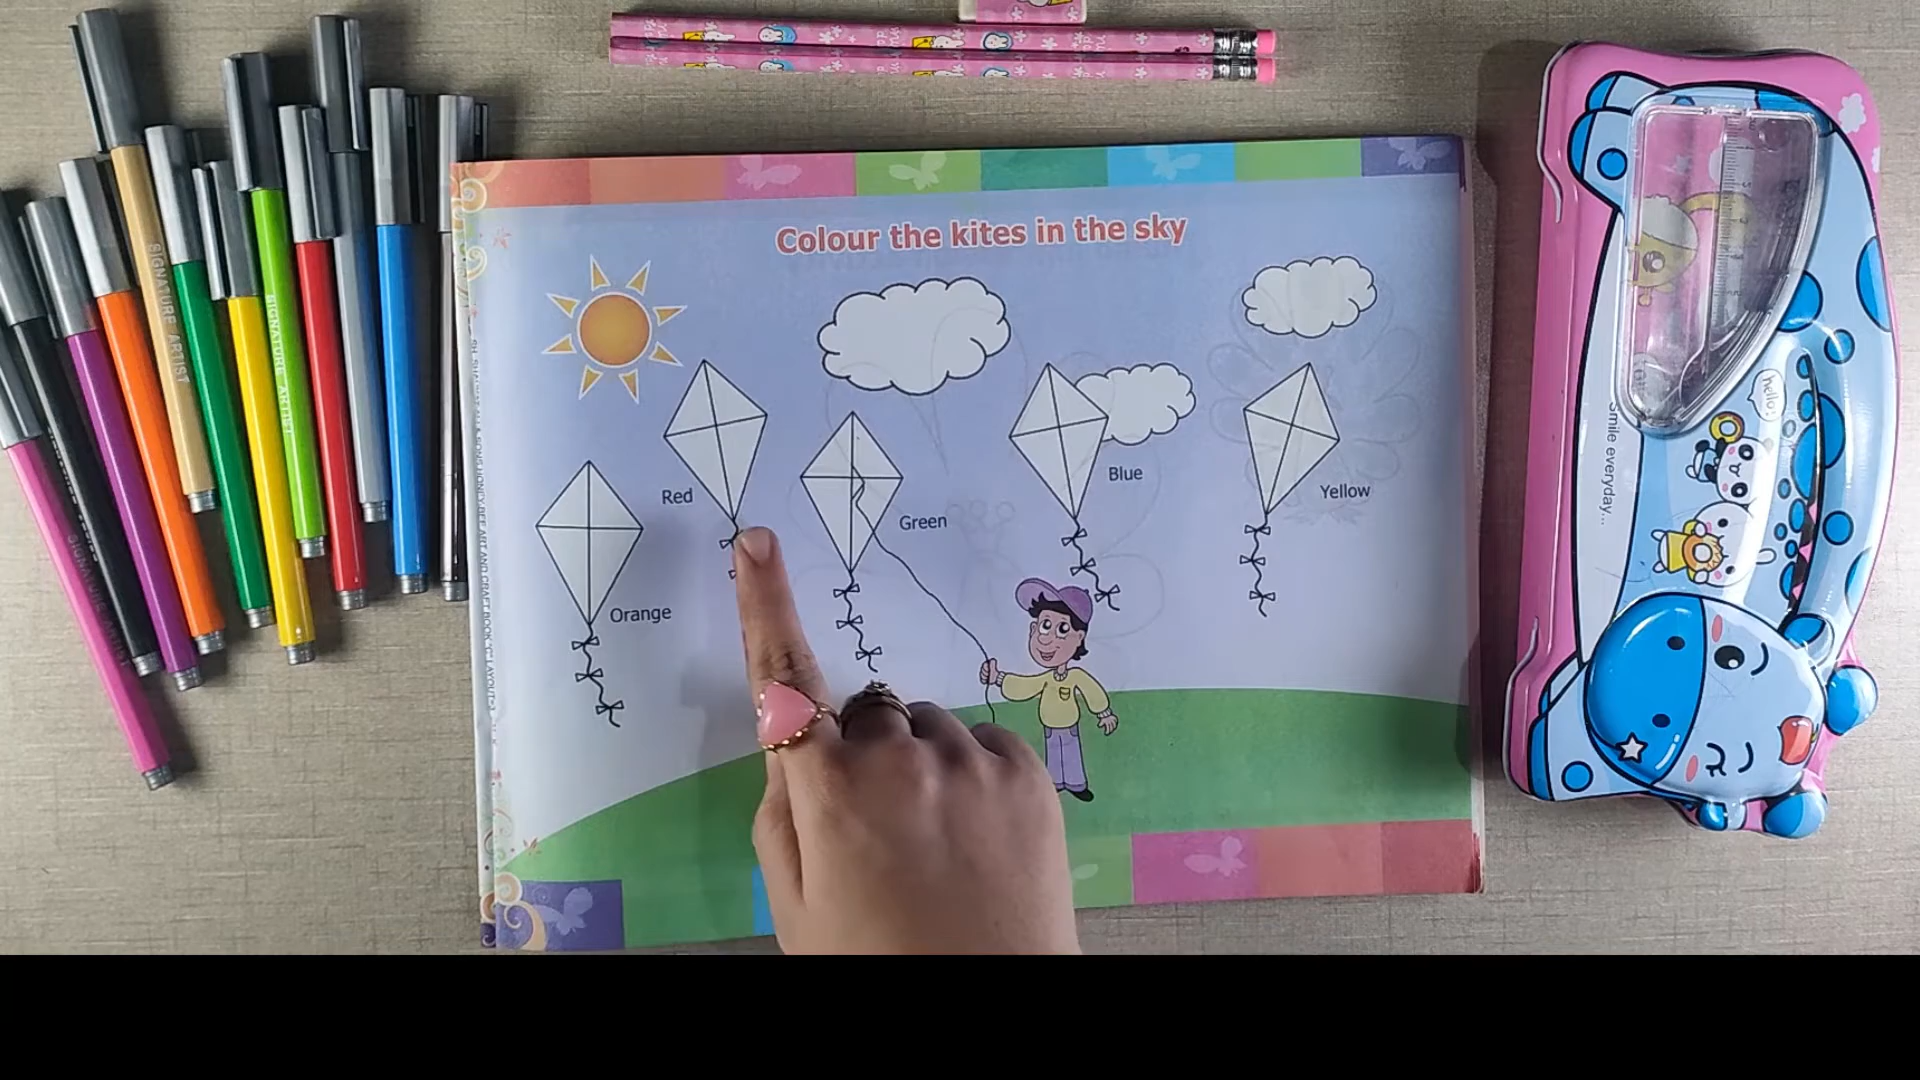 Colour the kites in the sky
Red
Green
Blue
Yellow
Orange
SIGNATURE ARTIST
SIGNATURE ARTIST
hello!
Smile everyday...